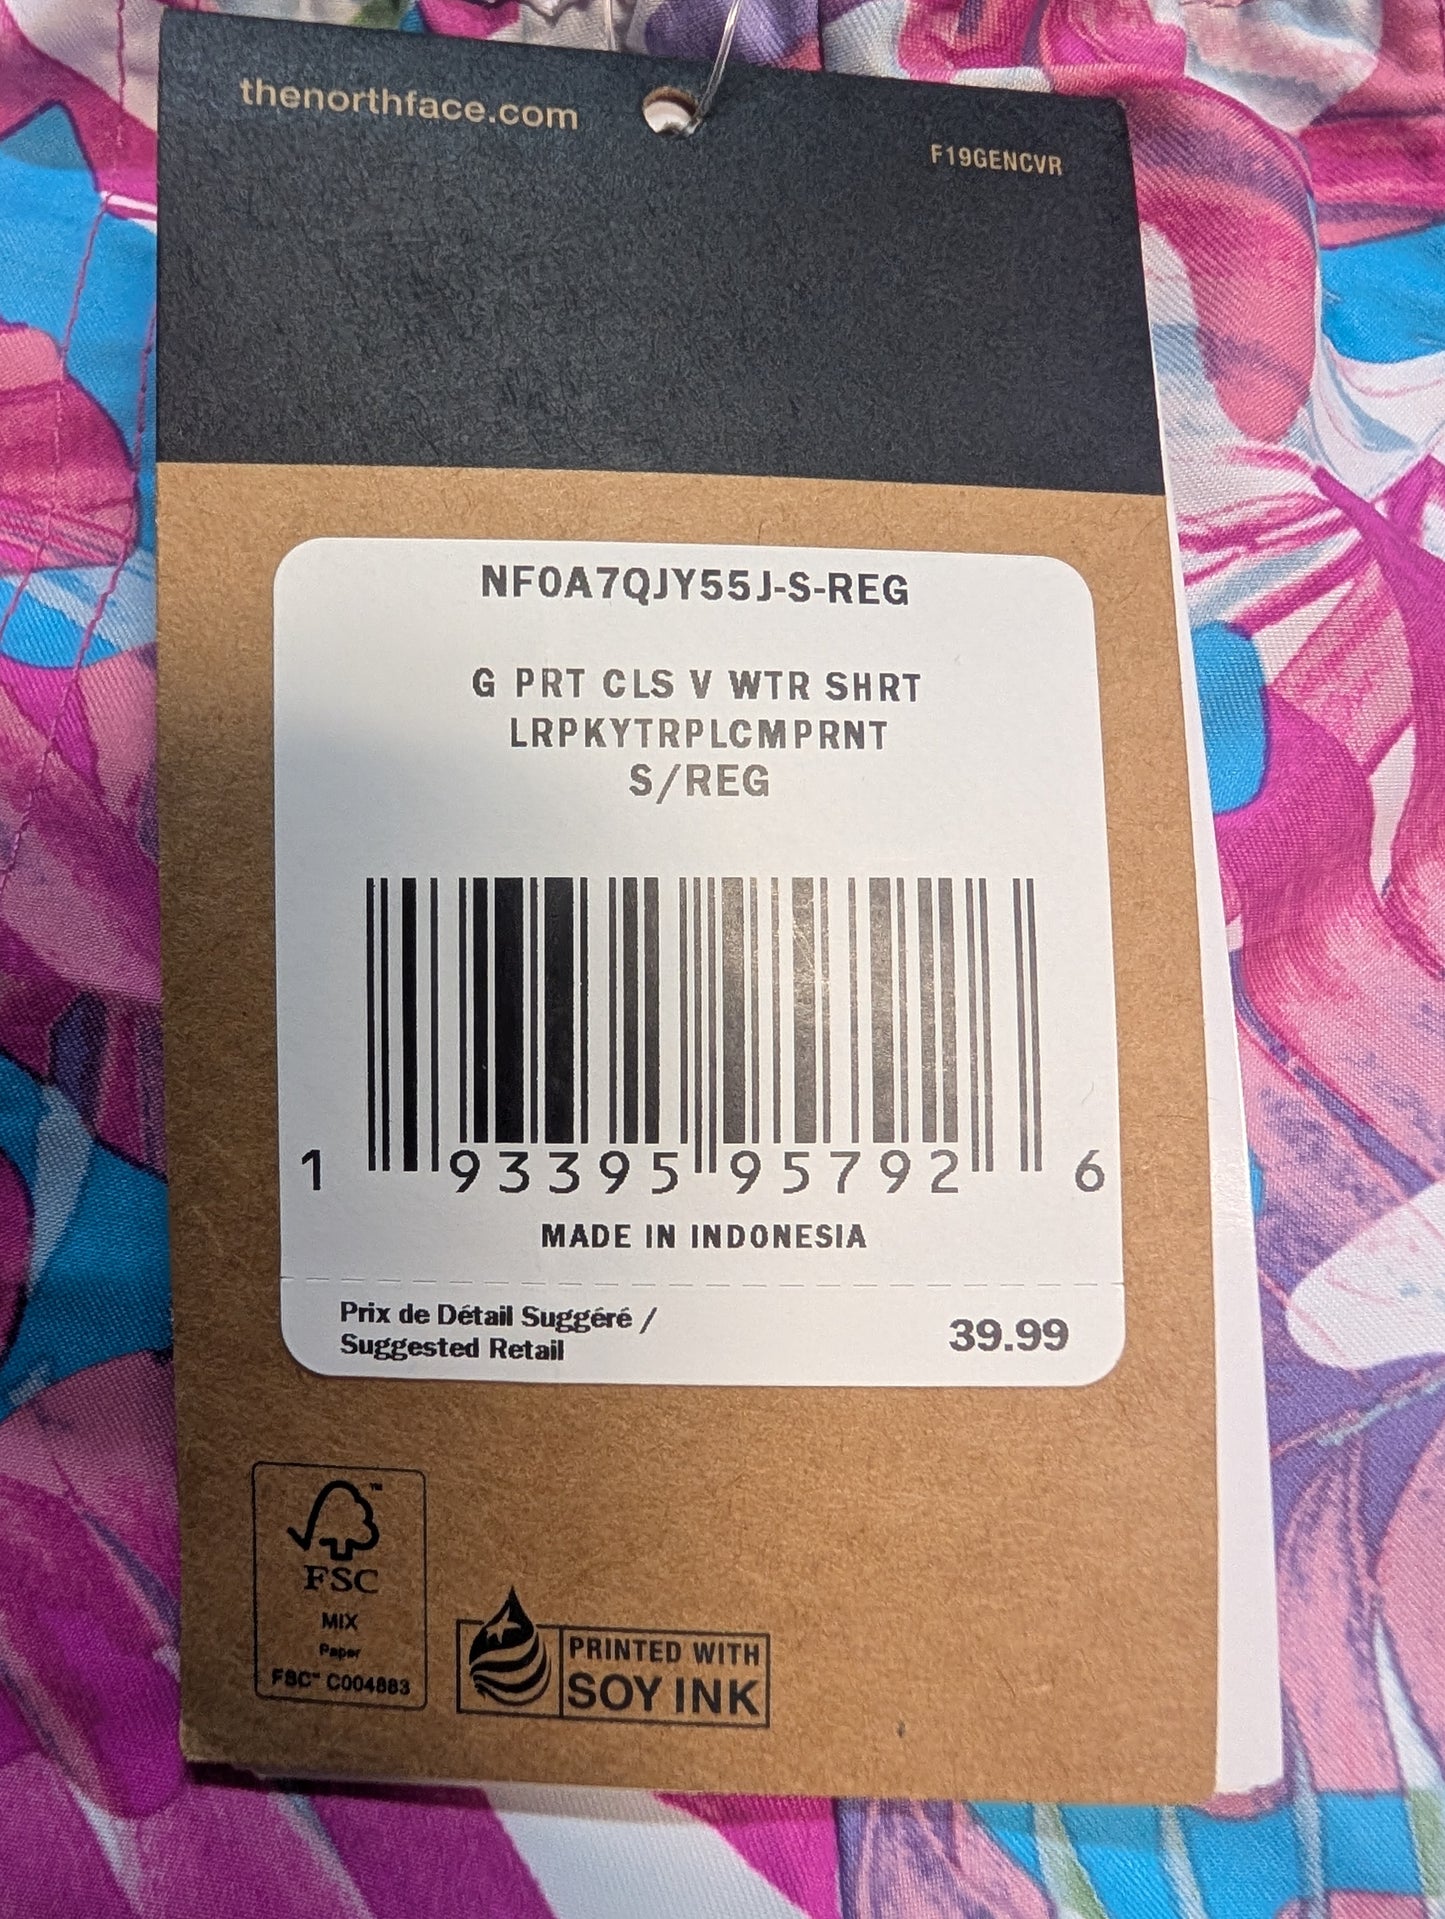 thenorthface.com
F19GENCVR
NF0A7QJY55J-S-REG
G PRT CLS V WTR SHRT
LRPKYTRPLCMPRNT
S/REG
1 93395 95792 6
MADE IN INDONESIA
Prix de Détail Suggéré /
Suggested Retail
39.99
FSC
MIX
Paper
FSC™ C004883
PRINTED WITH
SOY INK